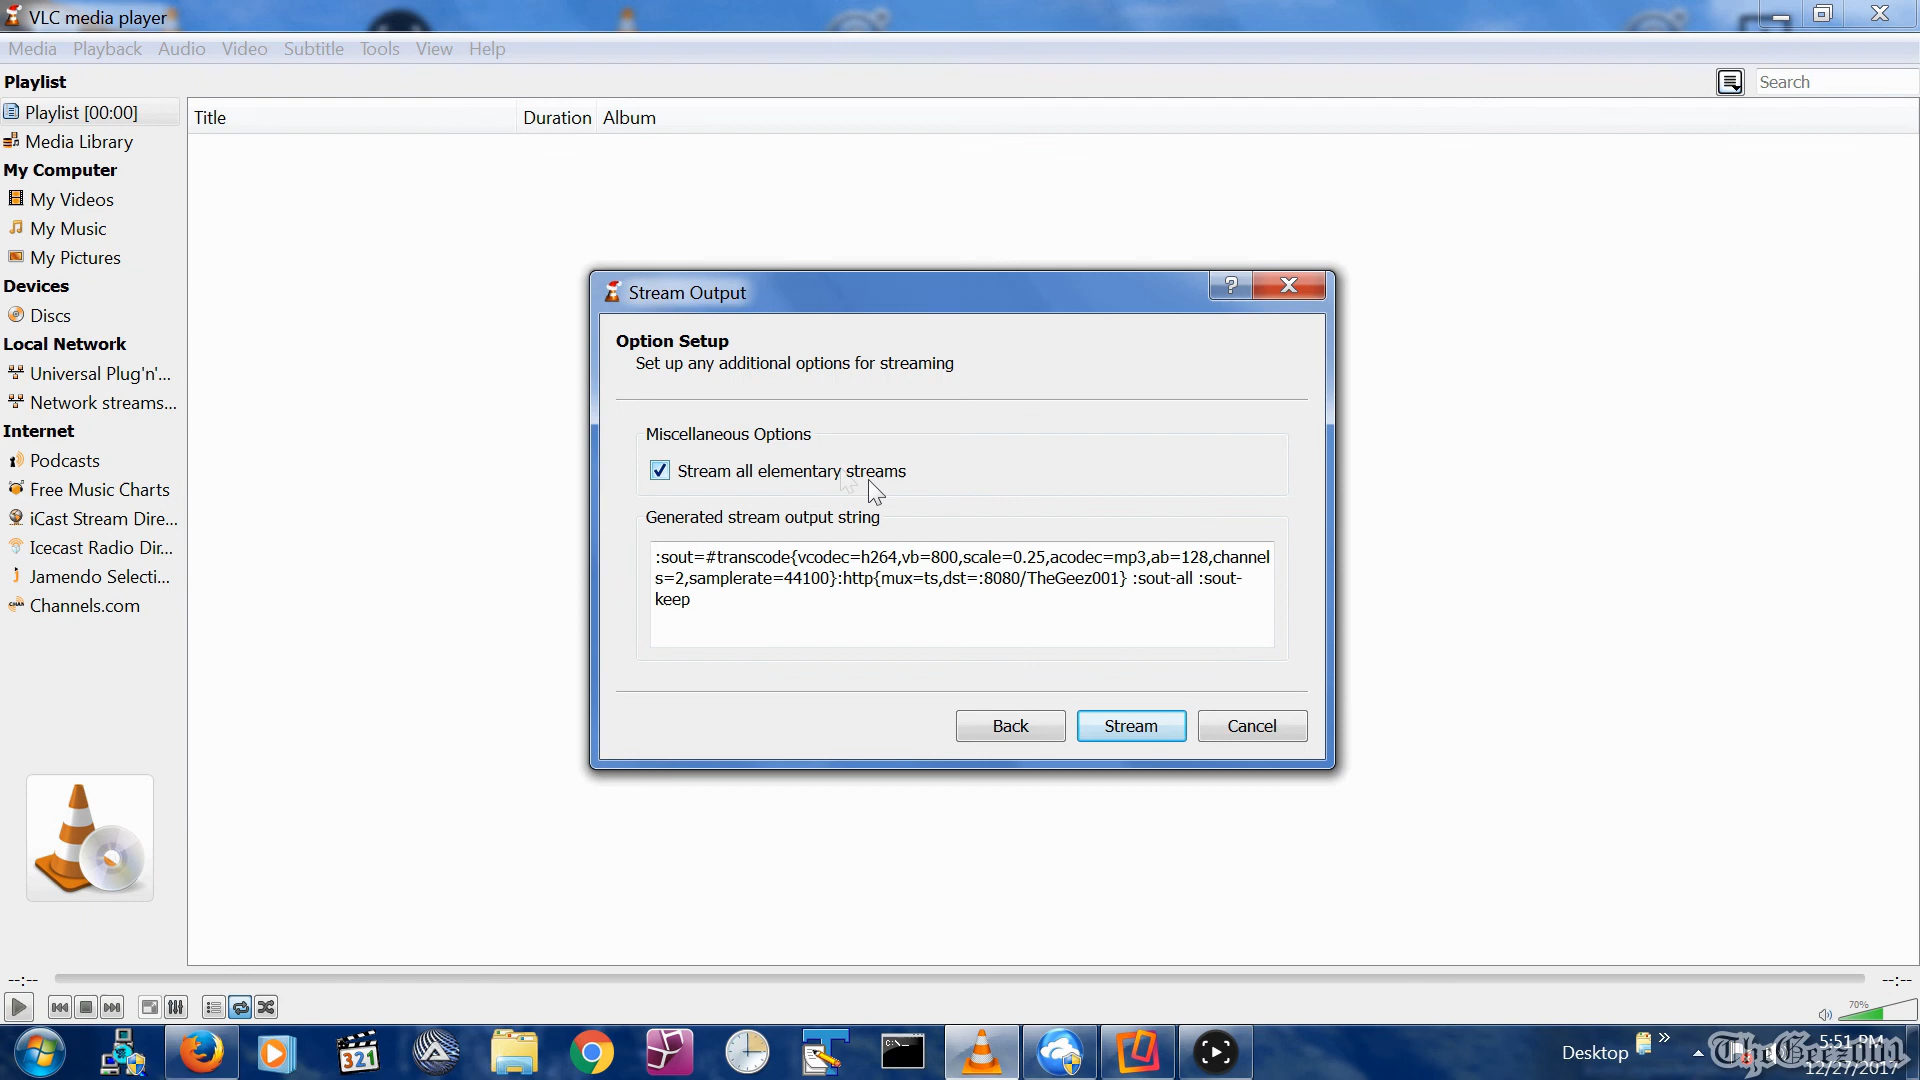 VLC media player
Media Playback Audio Video Subtitle Tools View Help
Playlist
Search
Playlist [00:00]
Title Duration Album
Media Library
My Computer
My Videos
My Music
My Pictures
Devices
Discs
Local Network
Universal Plug'n'...
Network streams...
Internet
Podcasts
Free Music Charts
iCast Stream Dire...
Icecast Radio Dir...
Jamendo Selecti...
Channels.com
Stream Output
?
Option Setup
Set up any additional options for streaming
Miscellaneous Options
Stream all elementary streams
Generated stream output string
:sout=#transcode{vcodec=h264,vb=800,scale=0.25,acodec=mp3,ab=128,channel
s=2,samplerate=44100}:http{mux=ts,dst=:8080/TheGeez001} :sout-all :sout-
keep
Back Stream Cancel
--:-- --:--
70%
321
C:\_
Desktop
5:51 PM
12/27/2017